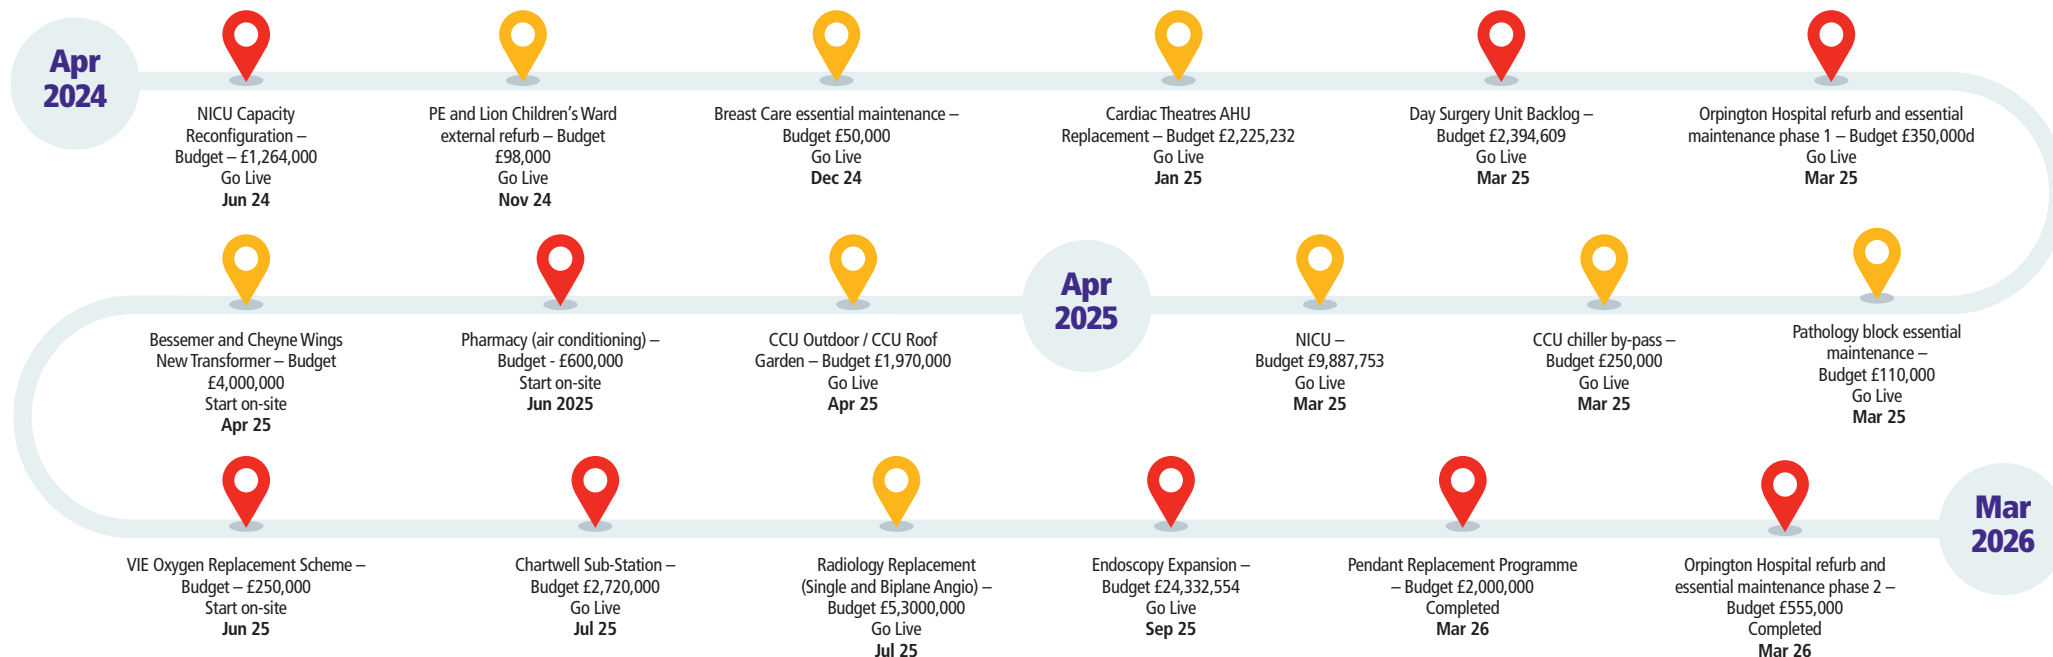 Apr
2024
NICU Capacity
Reconfiguration –
Budget – £1,264,000
Go Live
Jun 24
PE and Lion Children’s Ward
external refurb – Budget
£98,000
Go Live
Nov 24
Breast Care essential maintenance –
Budget £50,000
Go Live
Dec 24
Cardiac Theatres AHU
Replacement – Budget £2,225,232
Go Live
Jan 25
Day Surgery Unit Backlog –
Budget £2,394,609
Go Live
Mar 25
Orpington Hospital refurb and essential
maintenance phase 1 – Budget £350,000d
Go Live
Mar 25
Bessemer and Cheyne Wings
New Transformer – Budget
£4,000,000
Start on-site
Apr 25
Pharmacy (air conditioning) –
Budget - £600,000
Start on-site
Jun 2025
CCU Outdoor / CCU Roof
Garden – Budget £1,970,000
Go Live
Apr 25
Apr
2025
NICU –
Budget £9,887,753
Go Live
Mar 25
CCU chiller by-pass –
Budget £250,000
Go Live
Mar 25
Pathology block essential
maintenance –
Budget £110,000
Go Live
Mar 25
VIE Oxygen Replacement Scheme –
Budget – £250,000
Start on-site
Jun 25
Chartwell Sub-Station –
Budget £2,720,000
Go Live
Jul 25
Radiology Replacement
(Single and Biplane Angio) –
Budget £5,3000,000
Go Live
Jul 25
Endoscopy Expansion –
Budget £24,332,554
Go Live
Sep 25
Pendant Replacement Programme
– Budget £2,000,000
Completed
Mar 26
Orpington Hospital refurb and
essential maintenance phase 2 –
Budget £555,000
Completed
Mar 26
Mar
2026